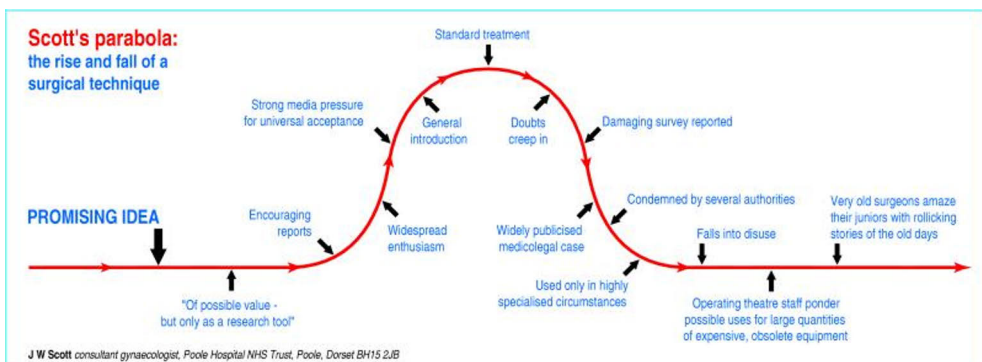 Scott's parabola:
the rise and fall of a
surgical technique
PROMISING IDEA
"Of possible value -
but only as a research tool"
Encouraging
reports
Widespread
enthusiasm
Strong media pressure
for universal acceptance
General
introduction
Standard treatment
Doubts
creep in
Damaging survey reported
Widely publicised
medicolegal case
Condemned by several authorities
Used only in highly
specialised circumstances
Falls into disuse
Operating theatre staff ponder
possible uses for large quantities
of expensive, obsolete equipment
Very old surgeons amaze
their juniors with rollicking
stories of the old days
J W Scott consultant gynaecologist, Poole Hospital NHS Trust, Poole, Dorset BH15 2JB